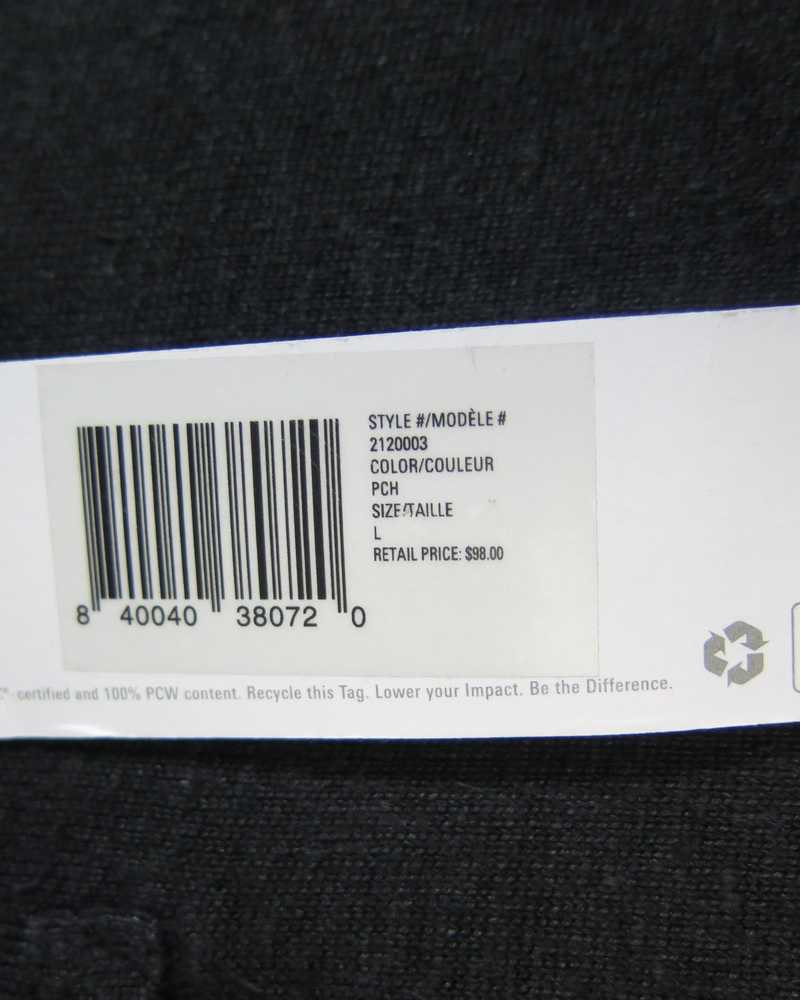 STYLE #/MODÈLE #
2120003
COLOR/COULEUR
PCH
SIZE/TAILLE
L
RETAIL PRICE: $98.00
8 40040 38072 0
certified and 100% PCW content. Recycle this Tag. Lower your Impact. Be the Difference.